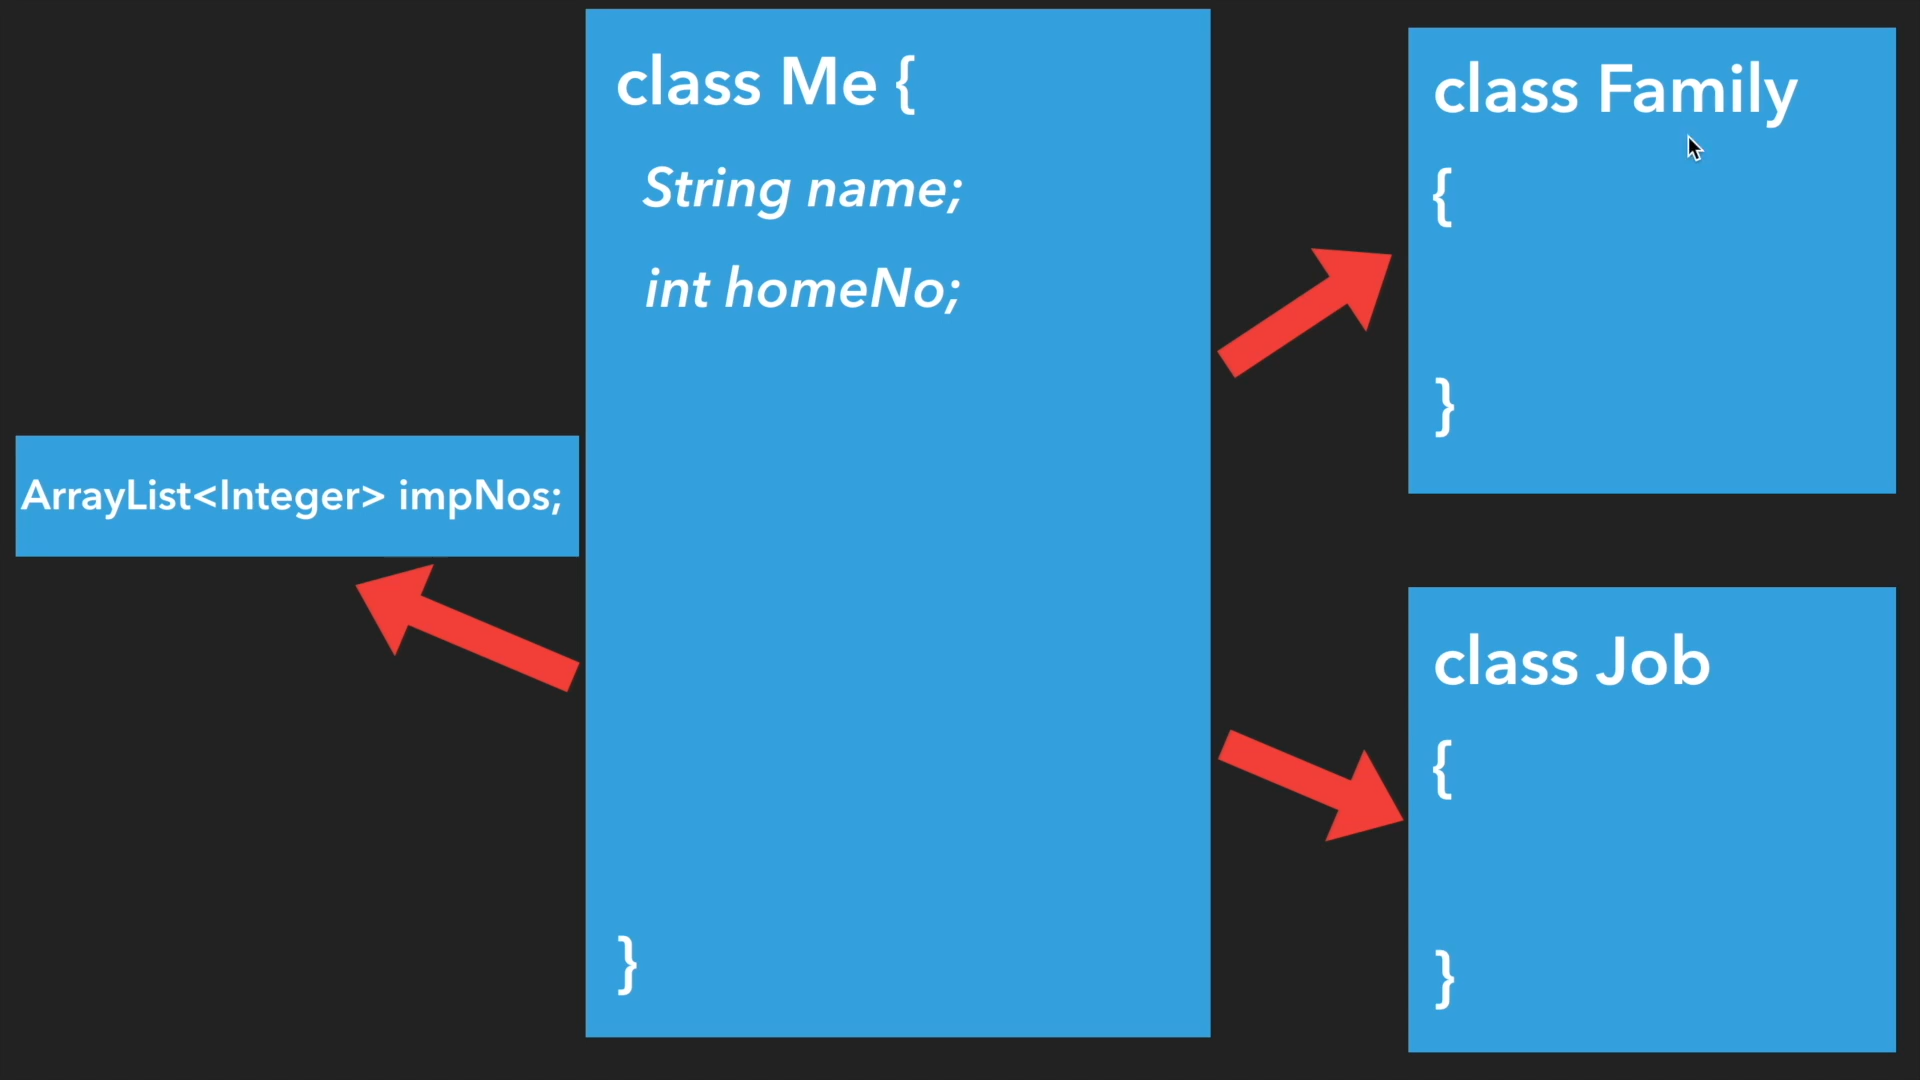 class Me {
String name;
int homeNo;
}
ArrayList<Integer> impNos;
class Family
{
}
class Job
{
}